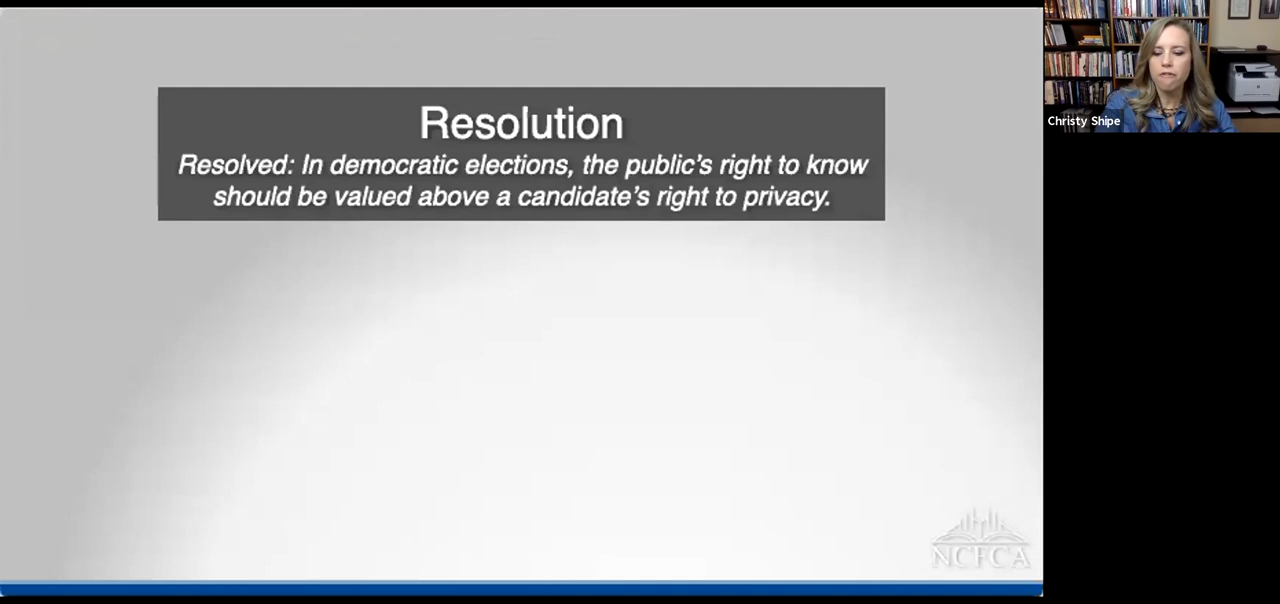 Resolution
Resolved: In democratic elections, the public's right to know
should be valued above a candidate's right to privacy.
Christy Shipe
NCFCA